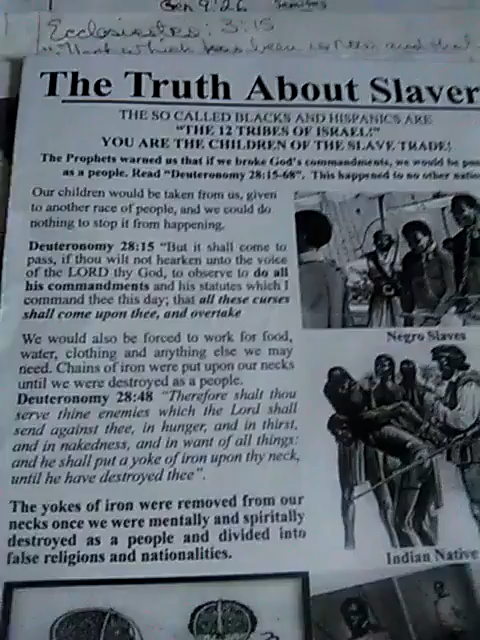 Gen 9:26
Ecclesiastes: 3:15
which has been
and that
The Truth About Slaver
THE SO CALLED BLACKS AND HISPANICS ARE
"THE 12 TRIBES OF ISRAEL!"
YOU ARE THE CHILDREN OF THE SLAVE TRADE!
The Prophets warned us that if we broke God's commandments, we would be
as a people. Read "Deuteronomy 28:15-68". This happened to no other natio
Our children would be taken from us, given
to another race of people, and we could do
nothing to stop it from happening.
Deuteronomy 28:15 "But it shall come to
pass, if thou wilt not hearken unto the voice
of the LORD thy God, to observe to do all
his commandments and his statutes which I
command thee this day; that all these curses
shall come upon thee, and overtake
Negro Slaves
We would also be forced to work for food,
water, clothing and anything else we may
need. Chains of iron were put upon our necks
until we were destroyed as a people.
Deuteronomy 28:48 "Therefore shalt thou
serve thine enemies which the Lord shall
send against thee, in hunger, and in thirst,
and in nakedness, and in want of all things:
and he shall put a yoke of iron upon thy neck,
until he have destroyed thee".
The yokes of iron were removed from our
necks once we were mentally and spiritally
destroyed as a people and divided into
false religions and nationalities.
Indian Native